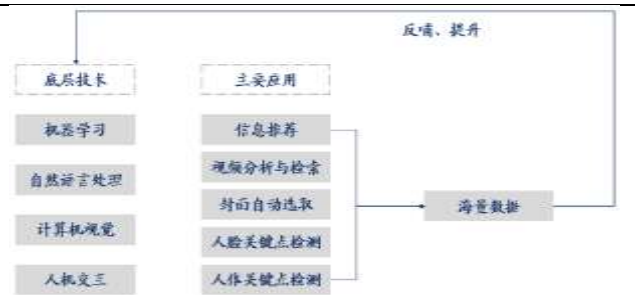 反哺、提升
底层技术
主要应用
机器学习
信息推荐
视频分析与检索
自然语言处理
封面自动选取
海量数据
计算机视觉
人脸关键点检测
人机交互
人体关键点检测